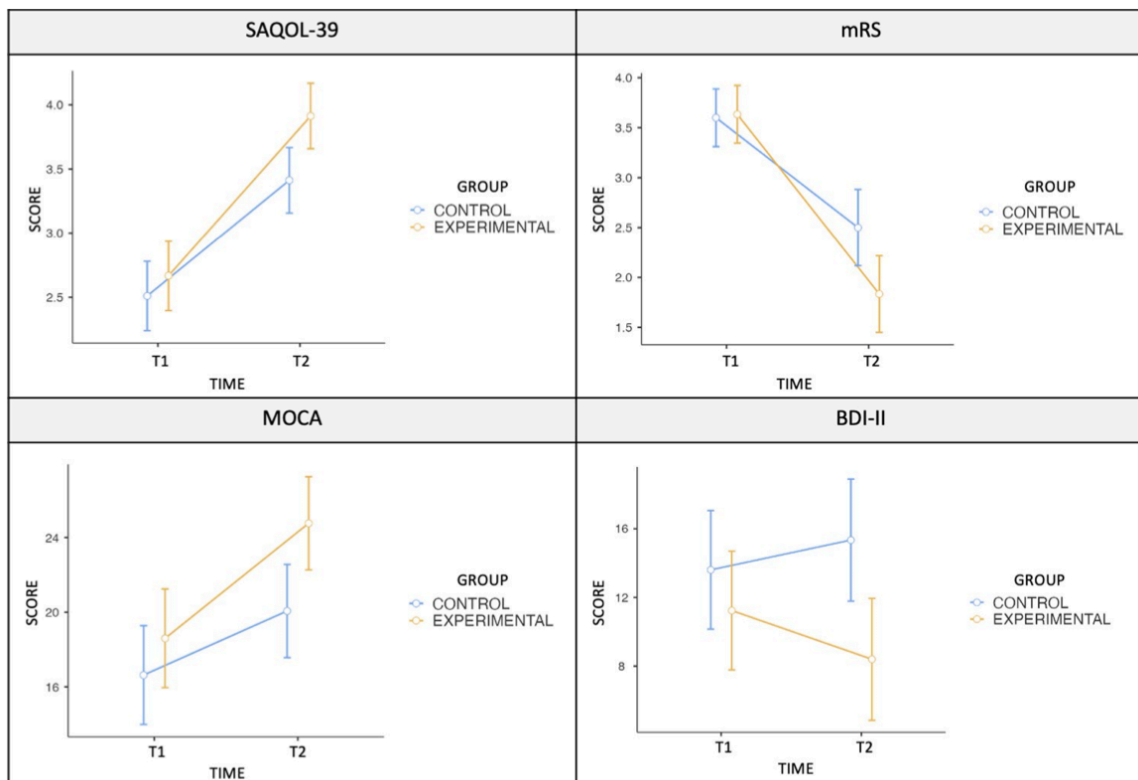 SAQOL-39
4.0
3.5
3.0
2.5
SCORE
T1
T2
TIME
GROUP
CONTROL
EXPERIMENTAL
mRS
4.0
3.5
3.0
2.5
2.0
1.5
SCORE
T1
T2
TIME
GROUP
CONTROL
EXPERIMENTAL
MOCA
24
20
16
SCORE
T1
T2
TIME
GROUP
CONTROL
EXPERIMENTAL
BDI-II
16
12
8
SCORE
T1
T2
TIME
GROUP
CONTROL
EXPERIMENTAL